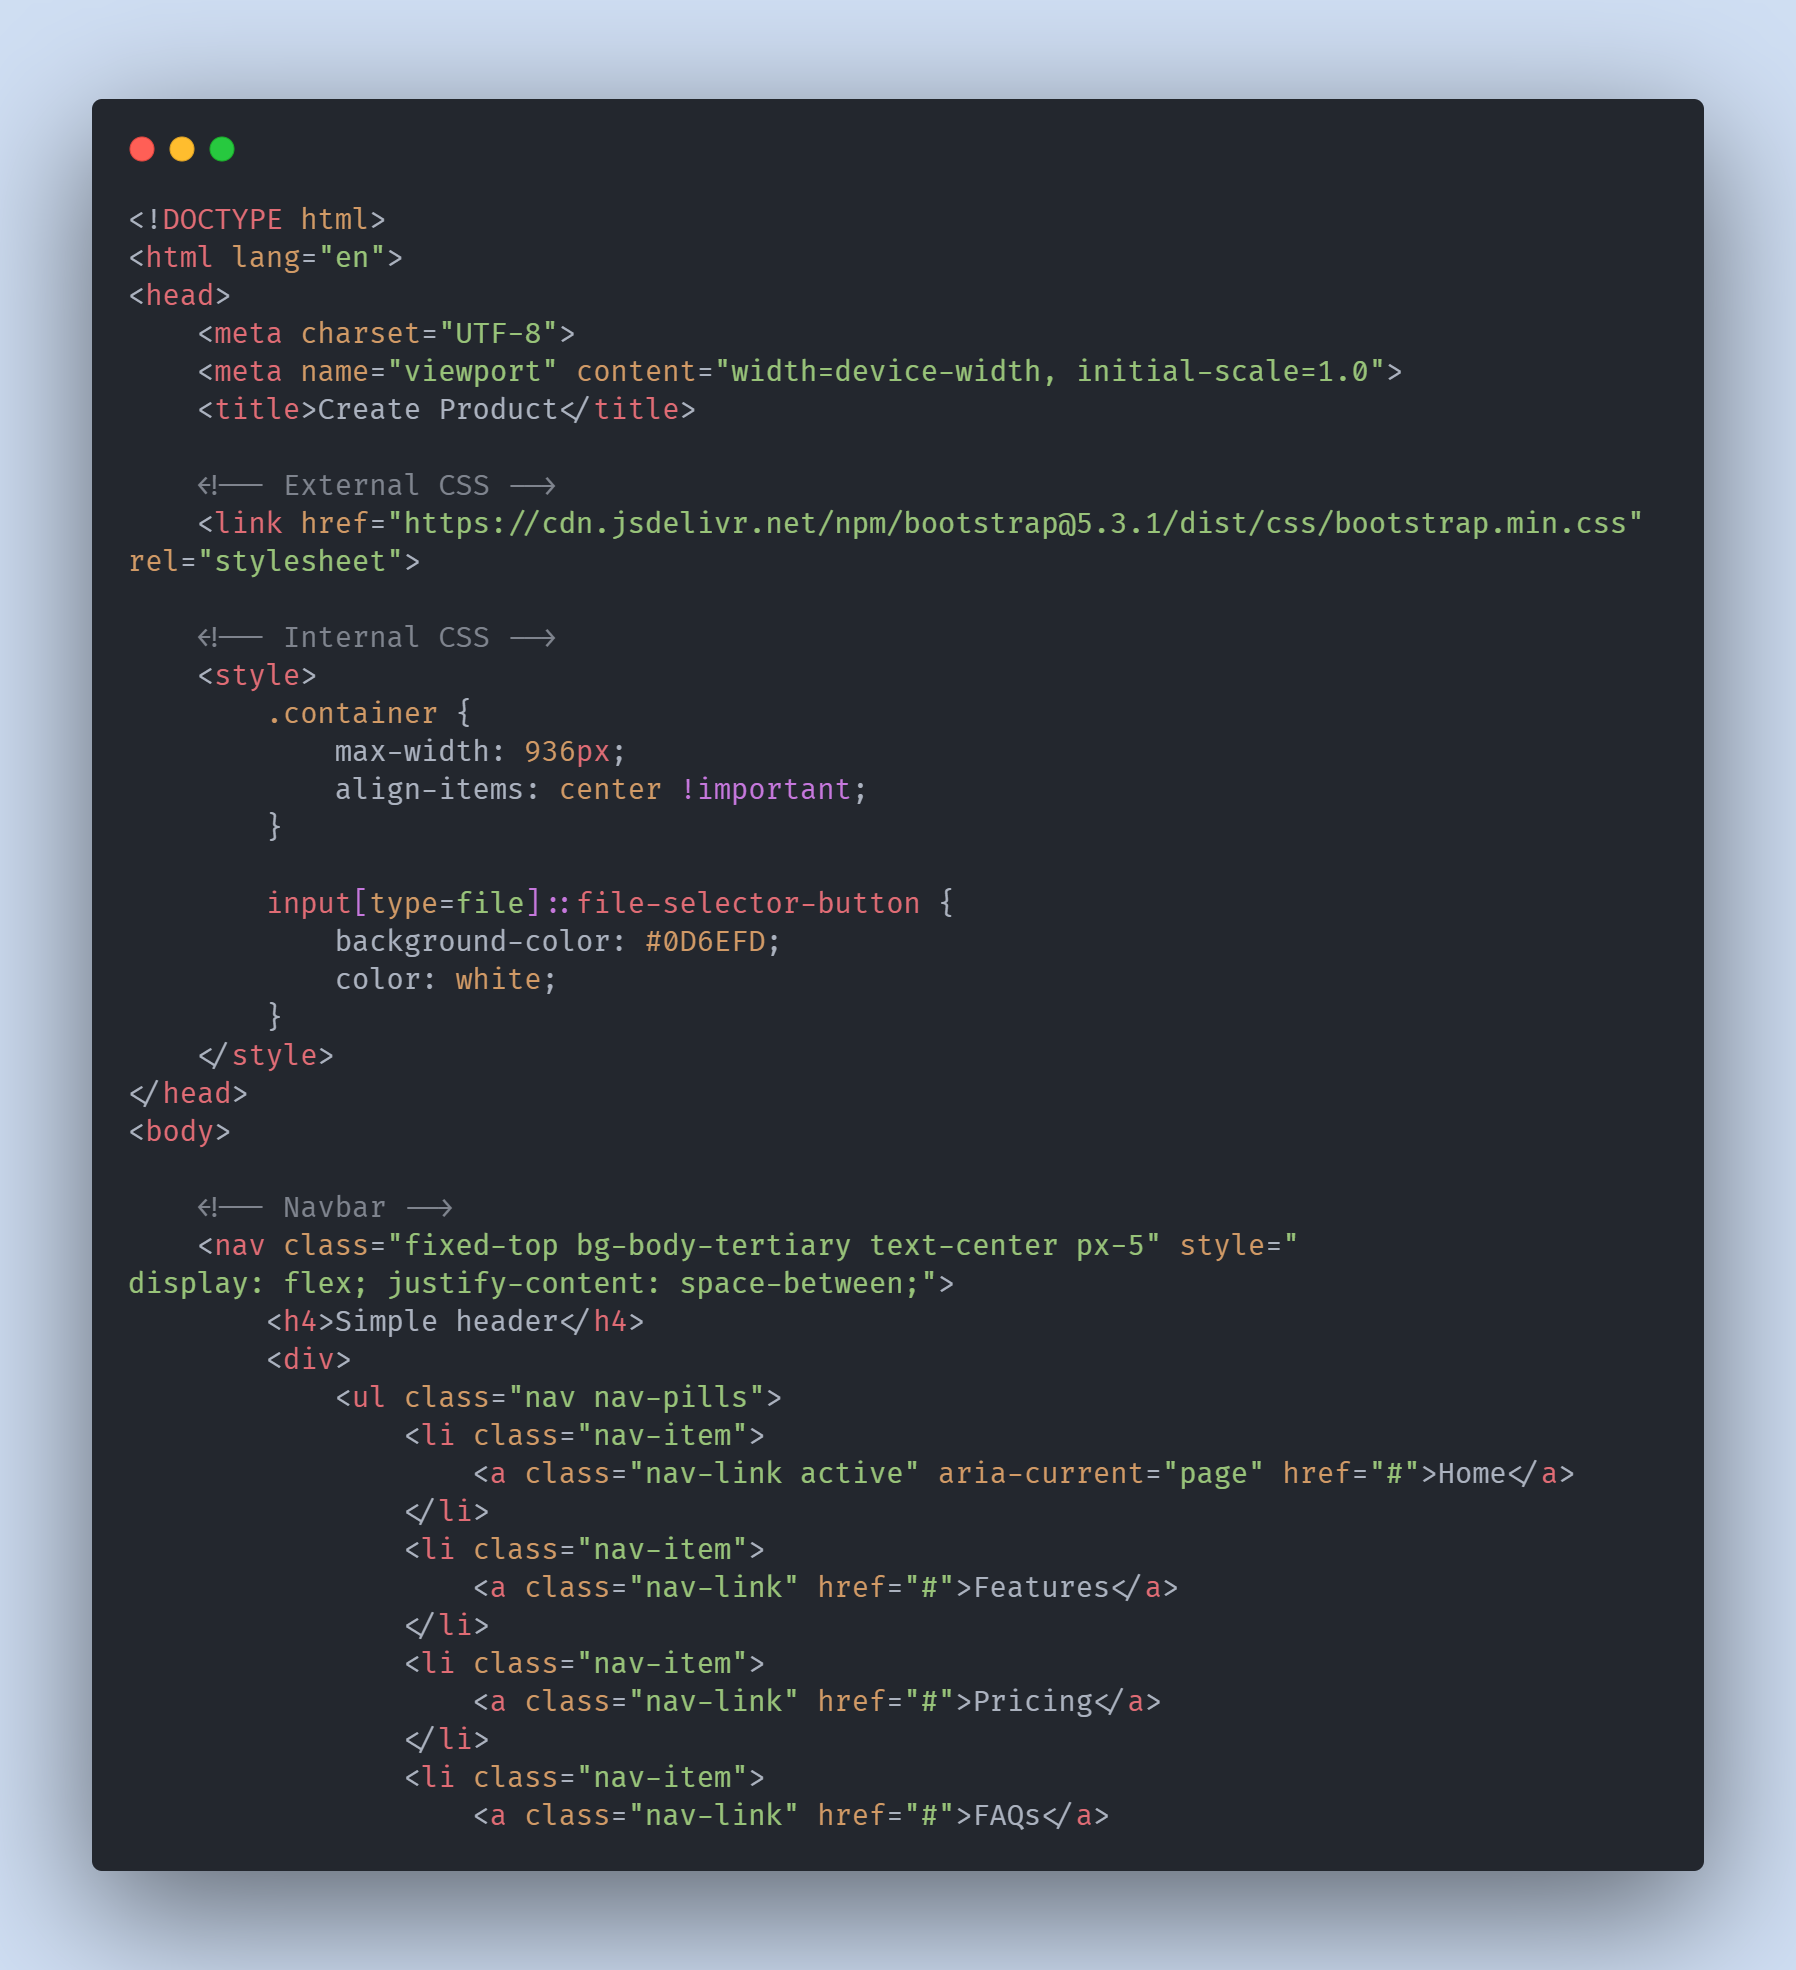 <!DOCTYPE html>
<html lang="en">
<head>
    <meta charset="UTF-8">
    <meta name="viewport" content="width=device-width, initial-scale=1.0">
    <title>Create Product</title>

    <!-- External CSS -->
    <link href="https://cdn.jsdelivr.net/npm/bootstrap@5.3.1/dist/css/bootstrap.min.css"
rel="stylesheet">

    <!-- Internal CSS -->
    <style>
        .container {
            max-width: 936px;
            align-items: center !important;
        }

        input[type=file]::file-selector-button {
            background-color: #0D6EFD;
            color: white;
        }
    </style>
</head>
<body>

    <!-- Navbar -->
    <nav class="fixed-top bg-body-tertiary text-center px-5" style="
display: flex; justify-content: space-between;">
        <h4>Simple header</h4>
        <div>
            <ul class="nav nav-pills">
                <li class="nav-item">
                    <a class="nav-link active" aria-current="page" href="#">Home</a>
                </li>
                <li class="nav-item">
                    <a class="nav-link" href="#">Features</a>
                </li>
                <li class="nav-item">
                    <a class="nav-link" href="#">Pricing</a>
                </li>
                <li class="nav-item">
                    <a class="nav-link" href="#">FAQs</a>